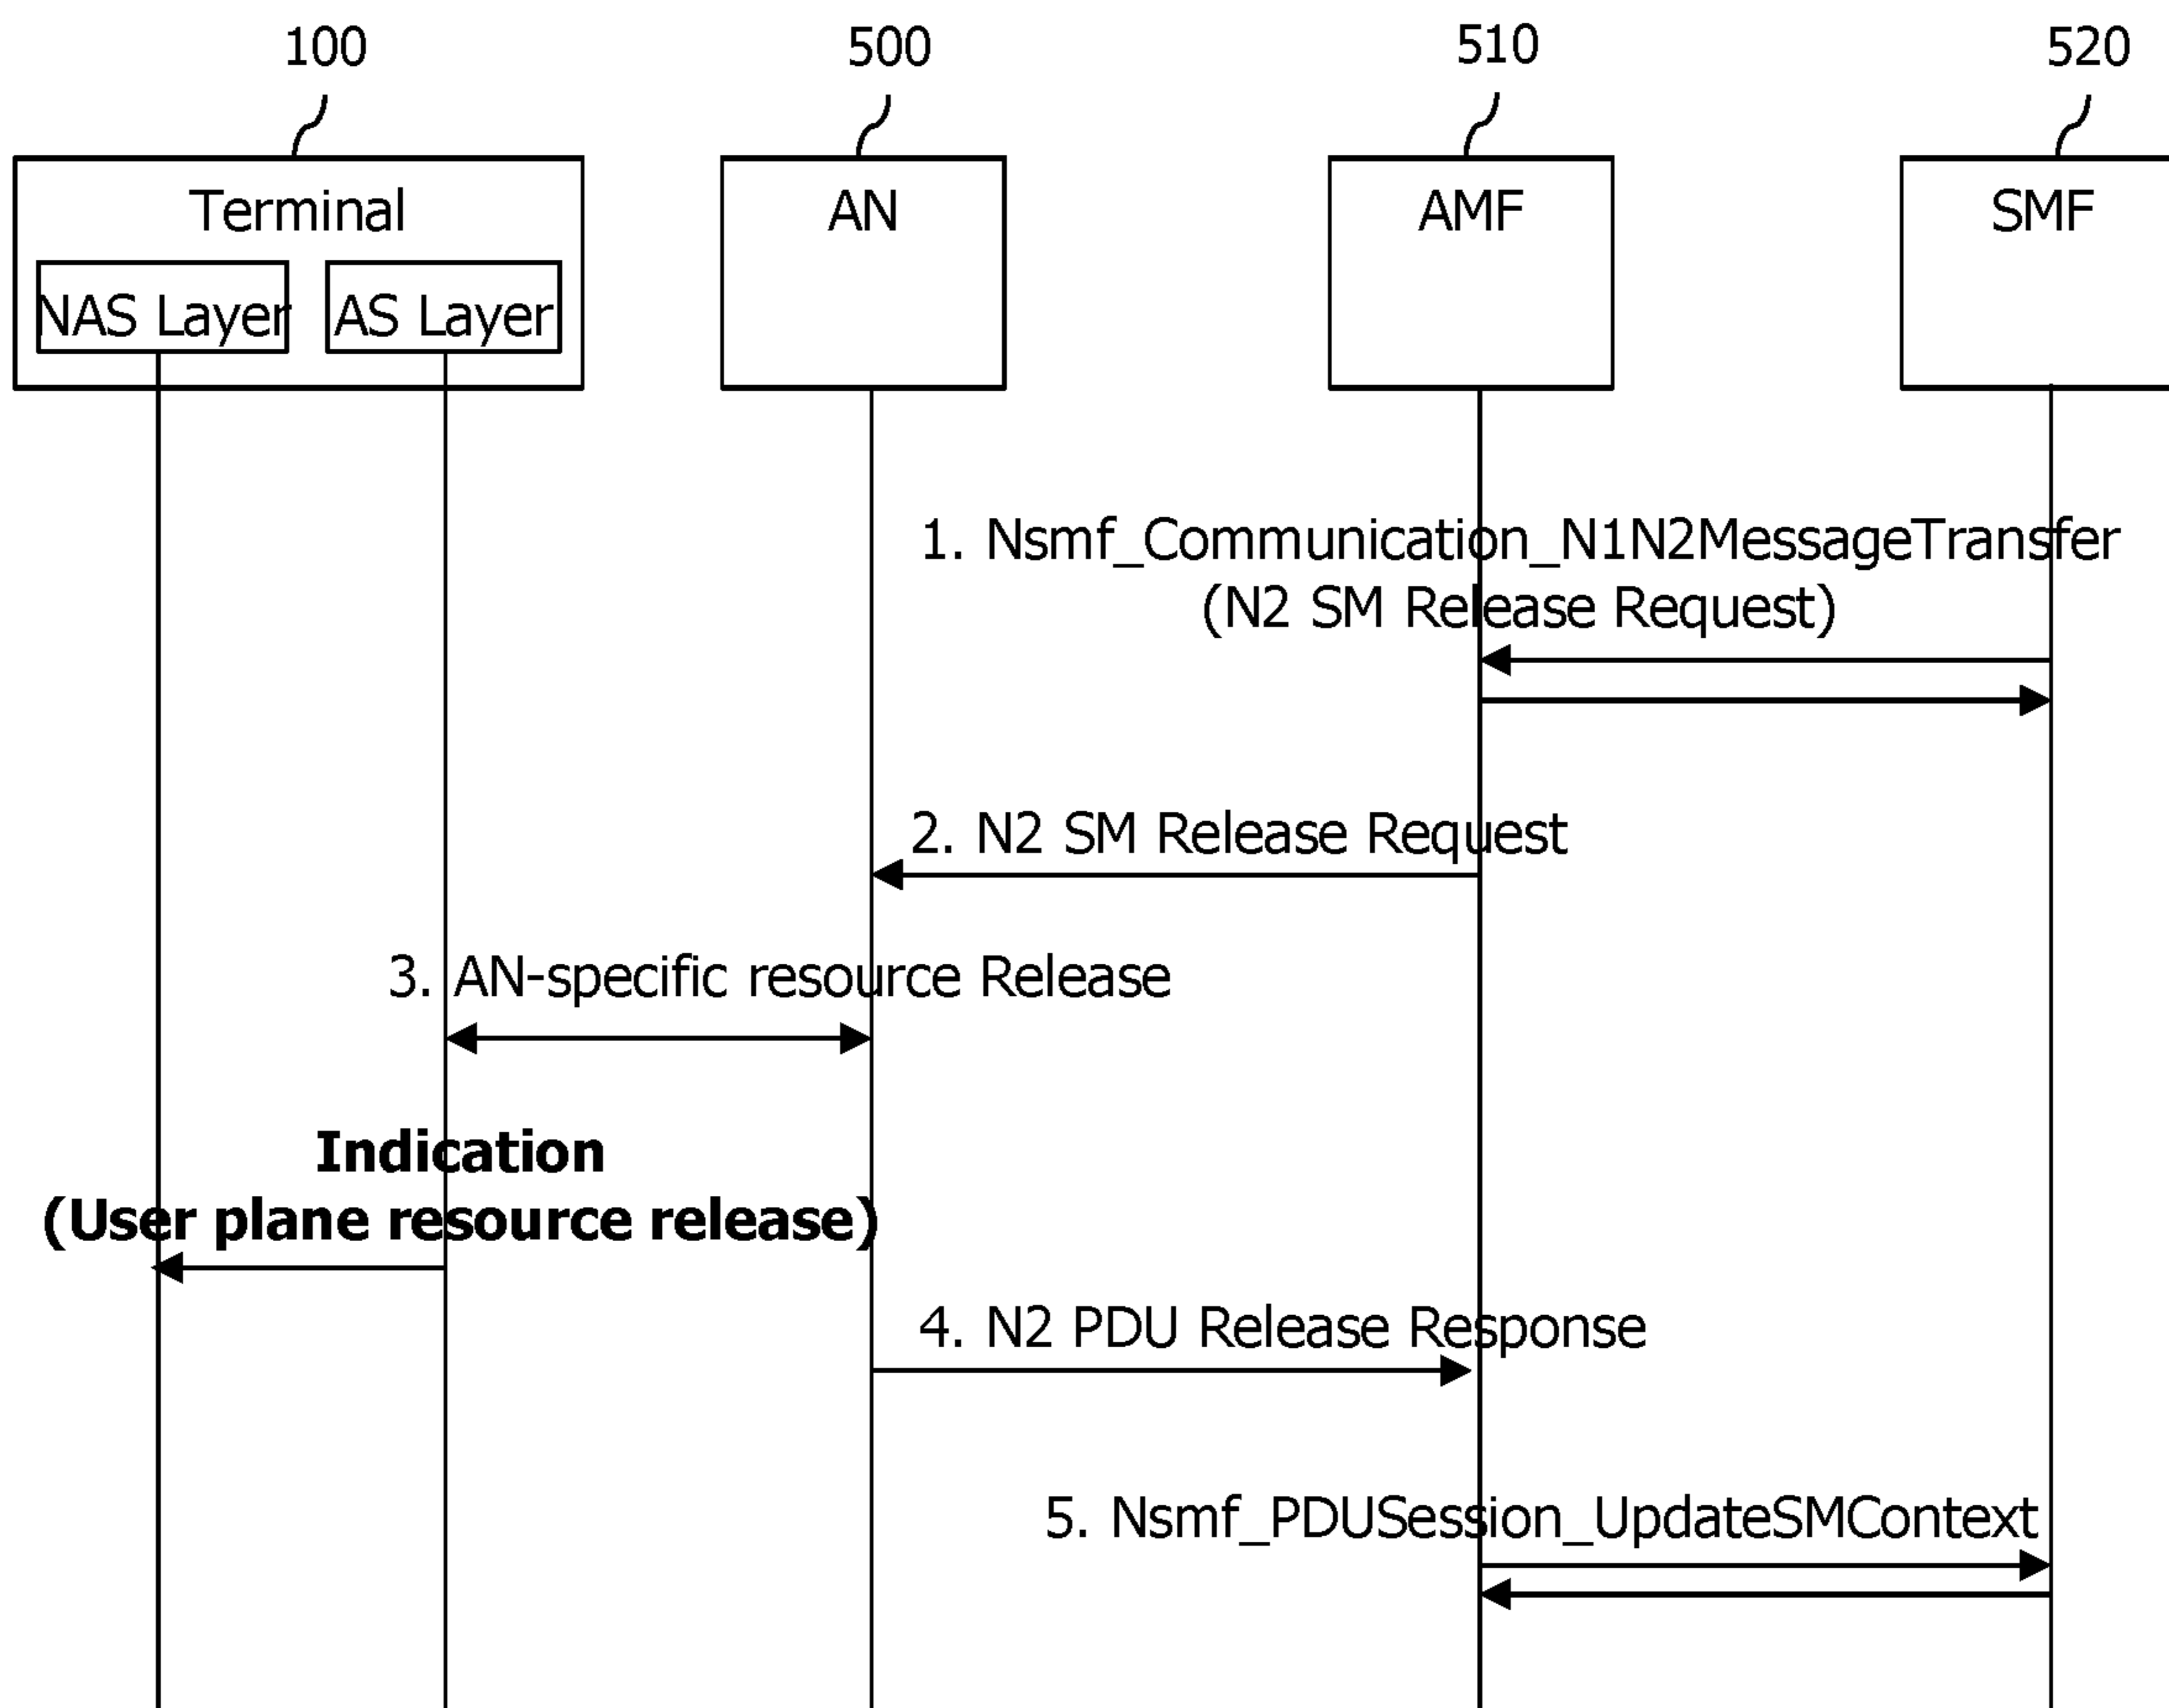 100
500
510
520
Terminal
AN
AMF
SMF
NAS Layer
AS Layer
1. Nsmf_Communication_N1N2MessageTransfer
(N2 SM Release Request)
2. N2 SM Release Request
3. AN-specific resource Release
Indication
(User plane resource release)
4. N2 PDU Release Response
5. Nsmf_PDUSession_UpdateSMContext